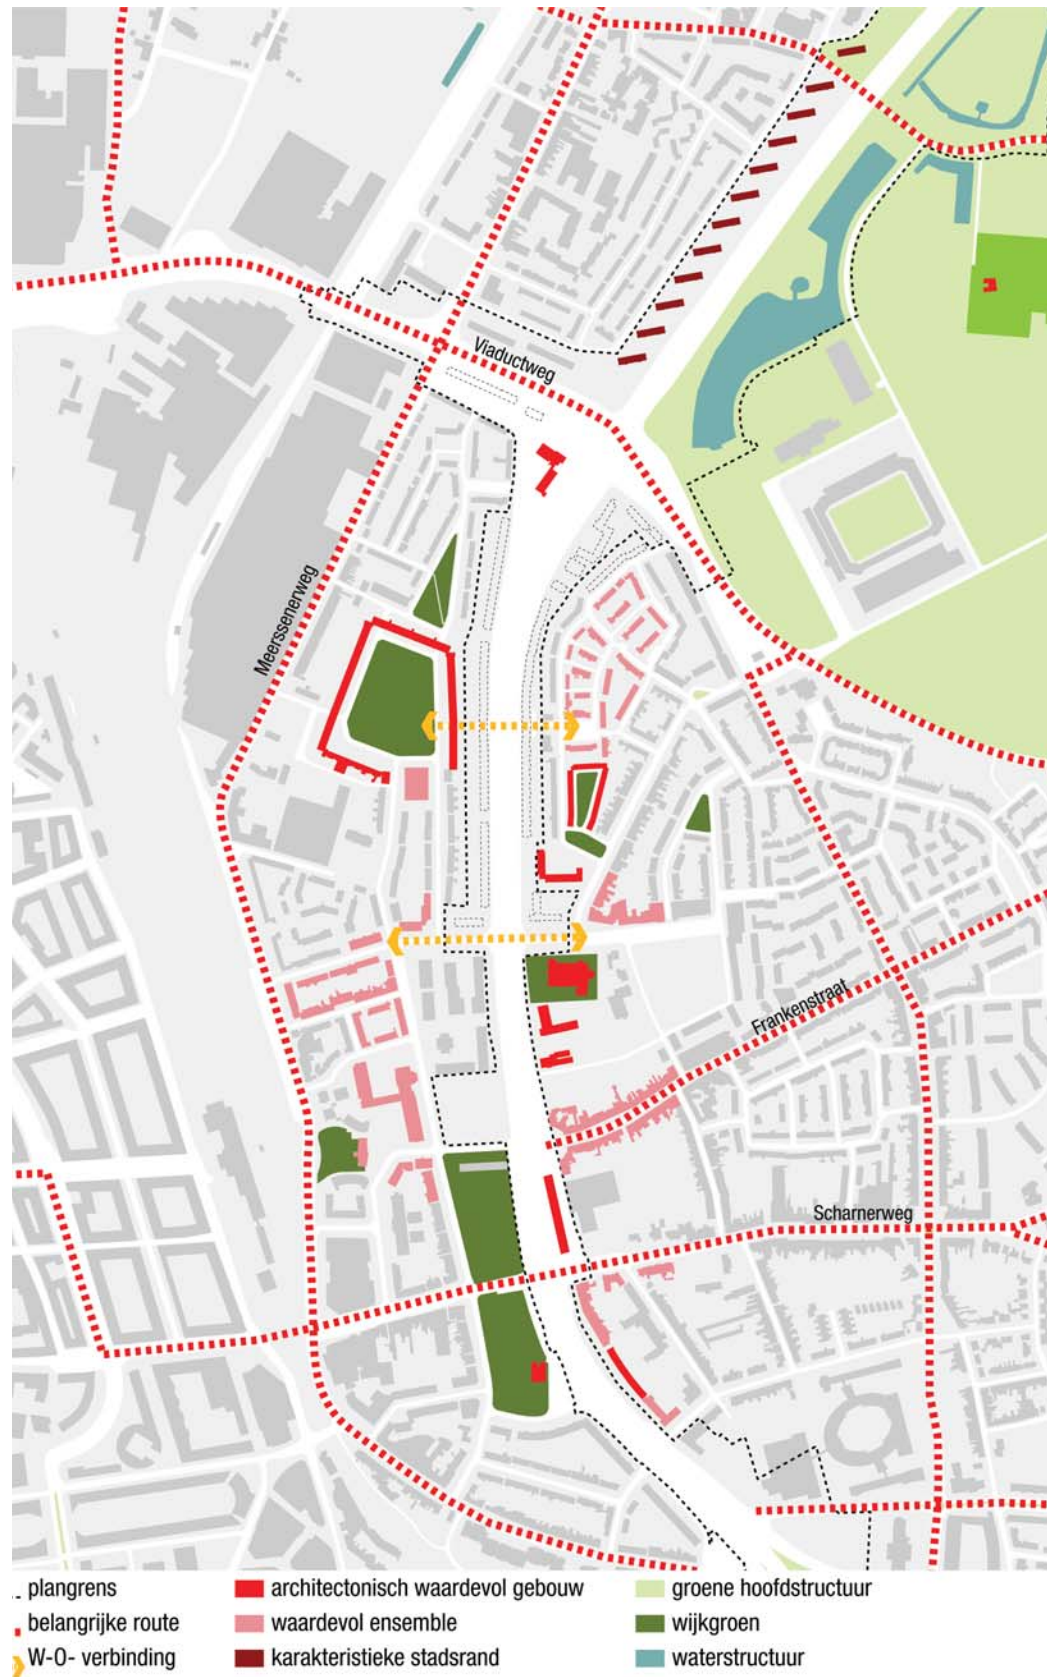 Viaductweg
Meerssenerweg
Frankenstraat
Scharnerweg
plangrens
belangrijke route
W-O- verbinding
architectonisch waardevol gebouw
waardevol ensemble
karakteristieke stadsrand
groene hoofdstructuur
wijkgroen
waterstructuur